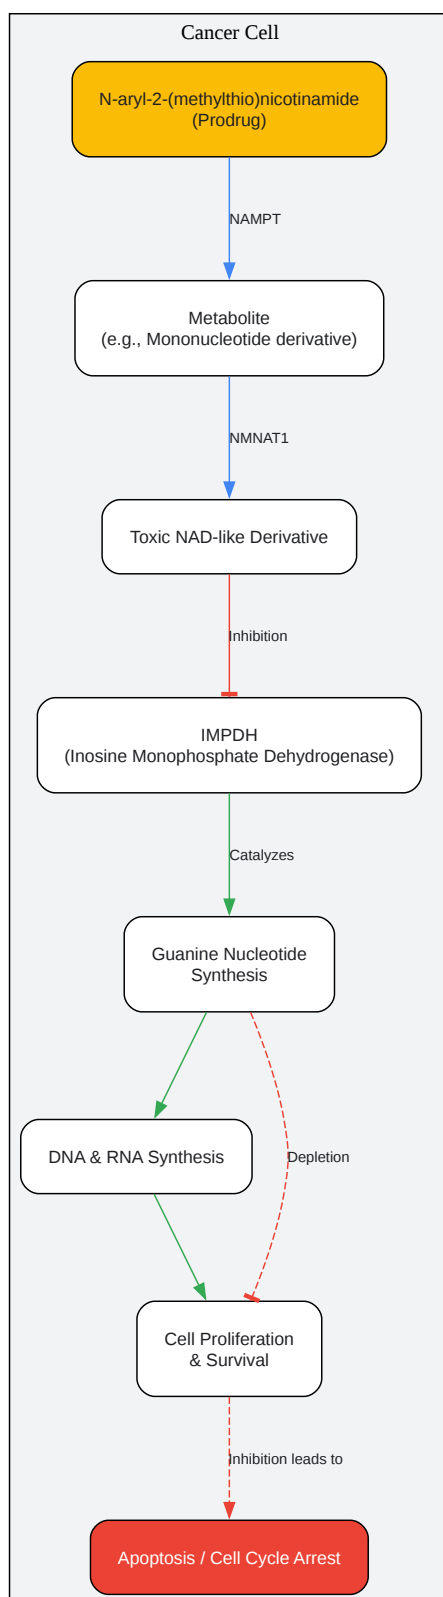 Cancer Cell
N-aryl-2-(methylthio)nicotinamide
(Prodrug)
NAMPT
Metabolite
(e.g., Mononucleotide derivative)
NMNAT1
Toxic NAD-like Derivative
Inhibition
IMPDH
(Inosine Monophosphate Dehydrogenase)
Catalyzes
Guanine Nucleotide
Synthesis
DNA & RNA Synthesis
Depletion
Cell Proliferation
& Survival
Inhibition leads to
Apoptosis / Cell Cycle Arrest